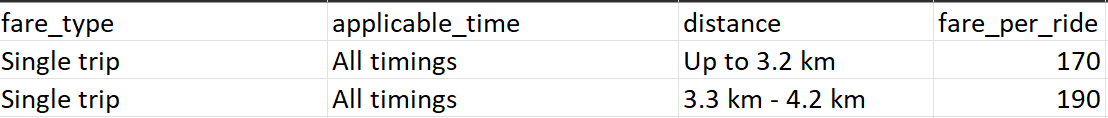 fare_type applicable_time distance fare_per_ride
Single trip All timings Up to 3.2 km 170
Single trip All timings 3.3 km - 4.2 km 190